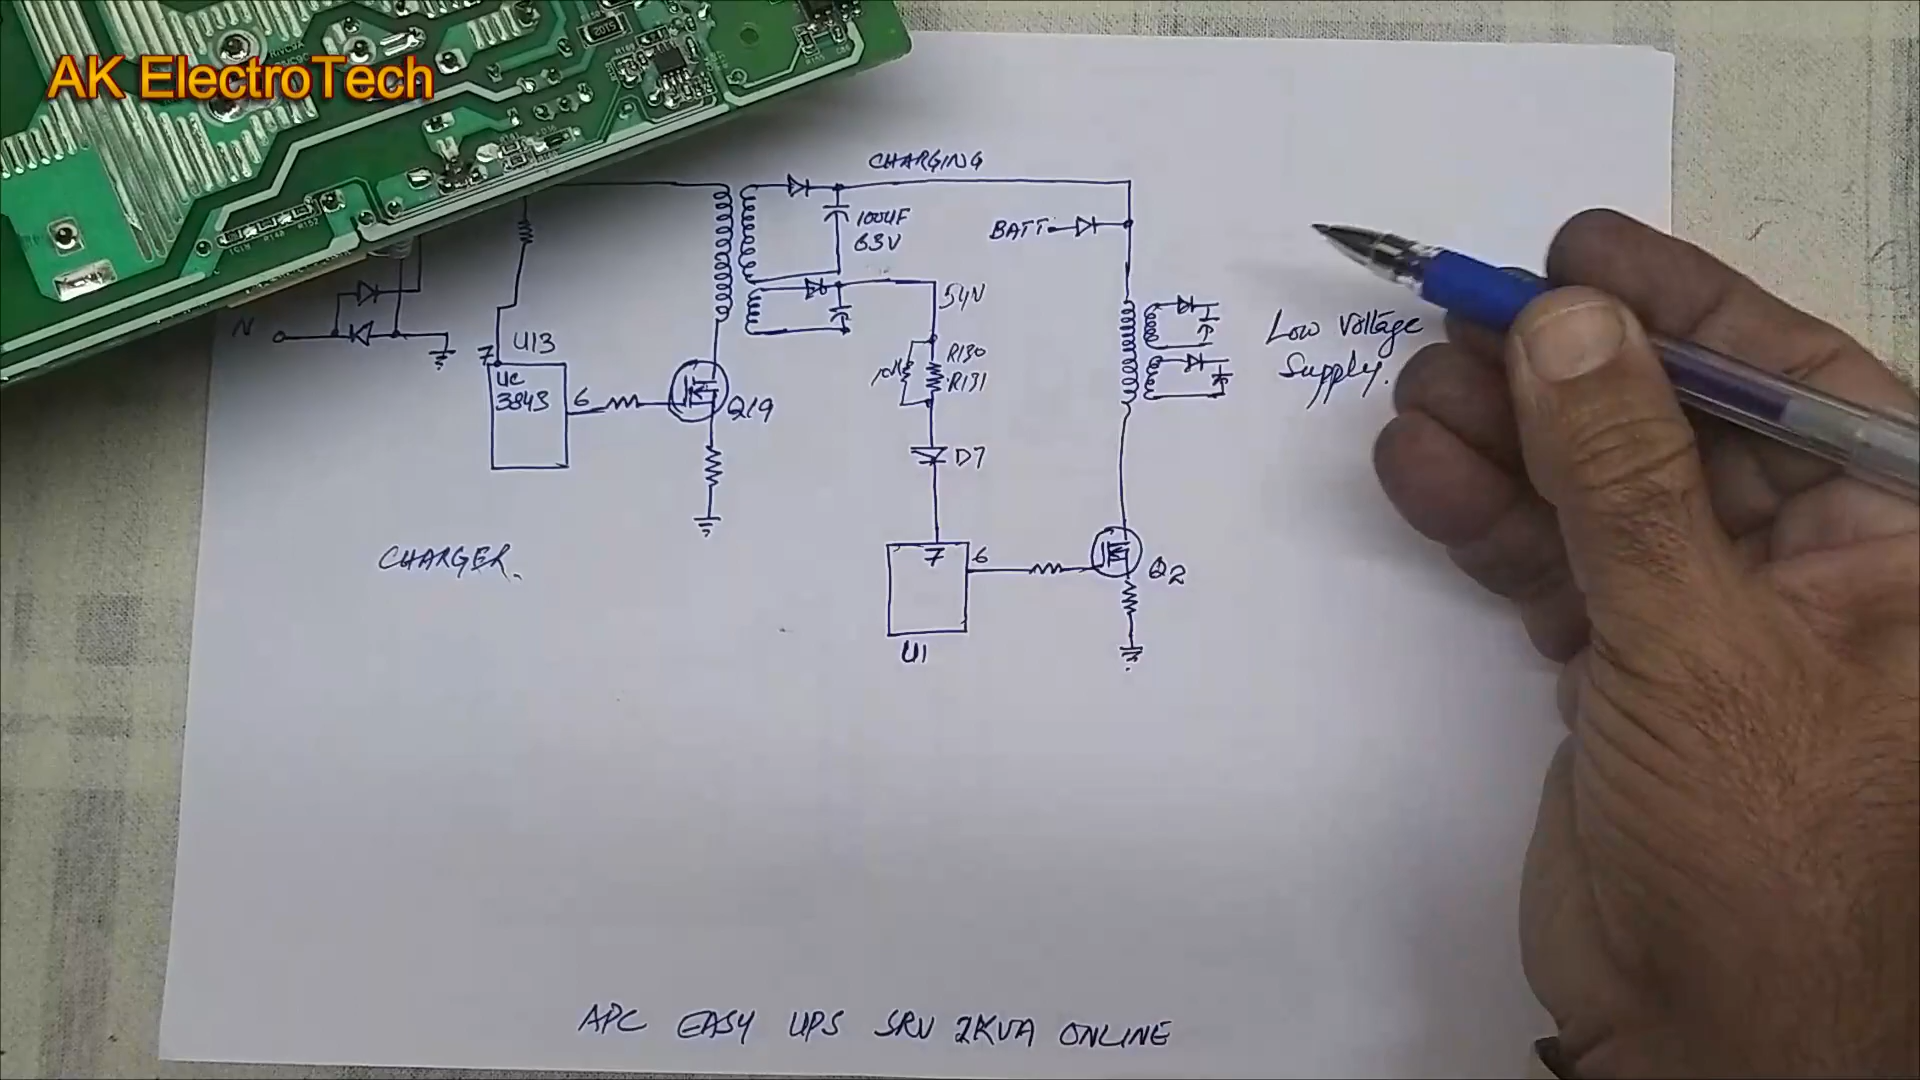 AK ElectroTech
CHARGING
100UF
63V
BATT
54V
N
U13
7
UC
3843
6
Q19
R130
R131
D7
Low Voltage
Supply.
CHARGER.
7
6
Q2
U1
APC EASY UPS SRV 2KVA ONLINE